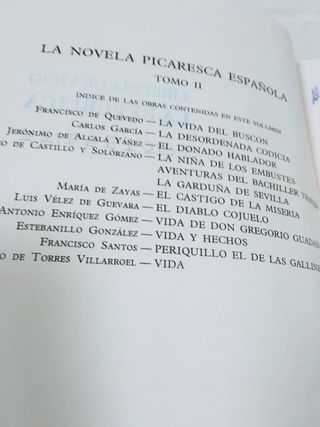 LA NOVELA PICARESCA ESPAÑOLA
TOMO II
INDICE DE LAS OBRAS CONTENIDAS EN ESTE VOLUMEN
FRANCISCO DE QUEVEDO — LA VIDA DEL BUSCON
CARLOS GARCÍA — LA DESORDENADA CODICIA
JERÓNIMO DE ALCALA YÁÑEZ — EL DONADO HABLADOR
DE CASTILLO Y SOLÓRZANO — LA NIÑA DE LOS EMBUSTES
AVENTURAS DEL BACHILLER
LA GARDUÑA DE SEVILLA
MARÍA DE ZAYAS — EL CASTIGO DE LA MISERIA
LUIS VÉLEZ DE GUEVARA — EL DIABLO COJUELO
ANTONIO ENRÍQUEZ GÓMEZ — VIDA DE DON GREGORIO
ESTEBANILLO GONZÁLEZ — VIDA Y HECHOS
FRANCISCO SANTOS — PERIQUILLO EL DE LAS
DE TORRES VILLARROEL — VIDA